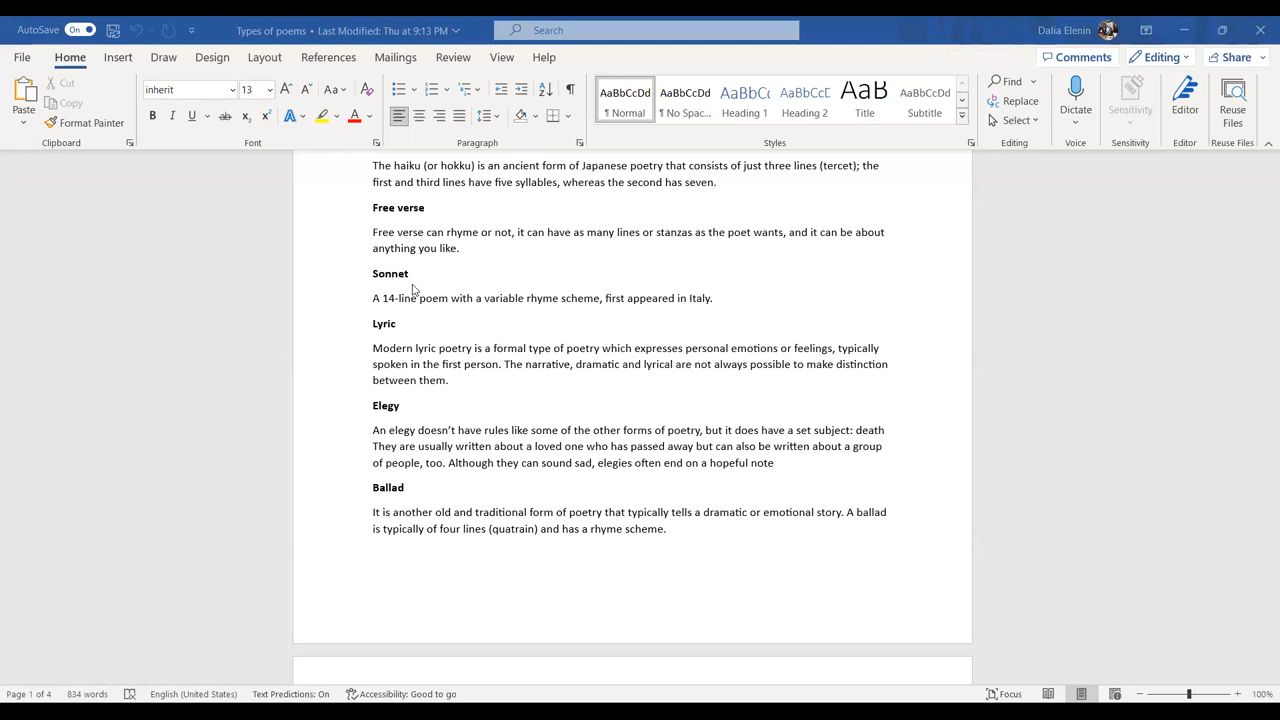 AutoSave On Types of poems • Last Modified: Thu at 9:13 PM Search Dalia Elenin
File Home Insert Draw Design Layout References Mailings Review View Help Comments Editing Share
Paste Cut Copy Format Painter
Clipboard
inherit 13
Font
Paragraph
AaBbCcDd AaBbCcDd AaBbCc AaBbCcD AaB AaBbCcDd
¶ Normal ¶ No Spac... Heading 1 Heading 2 Title Subtitle
Styles
Find
Replace
Select
Editing
Dictate
Voice
Sensitivity
Sensitivity
Editor
Editor
Reuse
Files
Reuse Files
The haiku (or hokku) is an ancient form of Japanese poetry that consists of just three lines (tercet); the
first and third lines have five syllables, whereas the second has seven.
Free verse
Free verse can rhyme or not, it can have as many lines or stanzas as the poet wants, and it can be about
anything you like.
Sonnet
A 14-line poem with a variable rhyme scheme, first appeared in Italy.
Lyric
Modern lyric poetry is a formal type of poetry which expresses personal emotions or feelings, typically
spoken in the first person. The narrative, dramatic and lyrical are not always possible to make distinction
between them.
Elegy
An elegy doesn’t have rules like some of the other forms of poetry, but it does have a set subject: death
They are usually written about a loved one who has passed away but can also be written about a group
of people, too. Although they can sound sad, elegies often end on a hopeful note
Ballad
It is another old and traditional form of poetry that typically tells a dramatic or emotional story. A ballad
is typically of four lines (quatrain) and has a rhyme scheme.
Page 1 of 4 834 words English (United States) Text Predictions: On Accessibility: Good to go Focus 100%